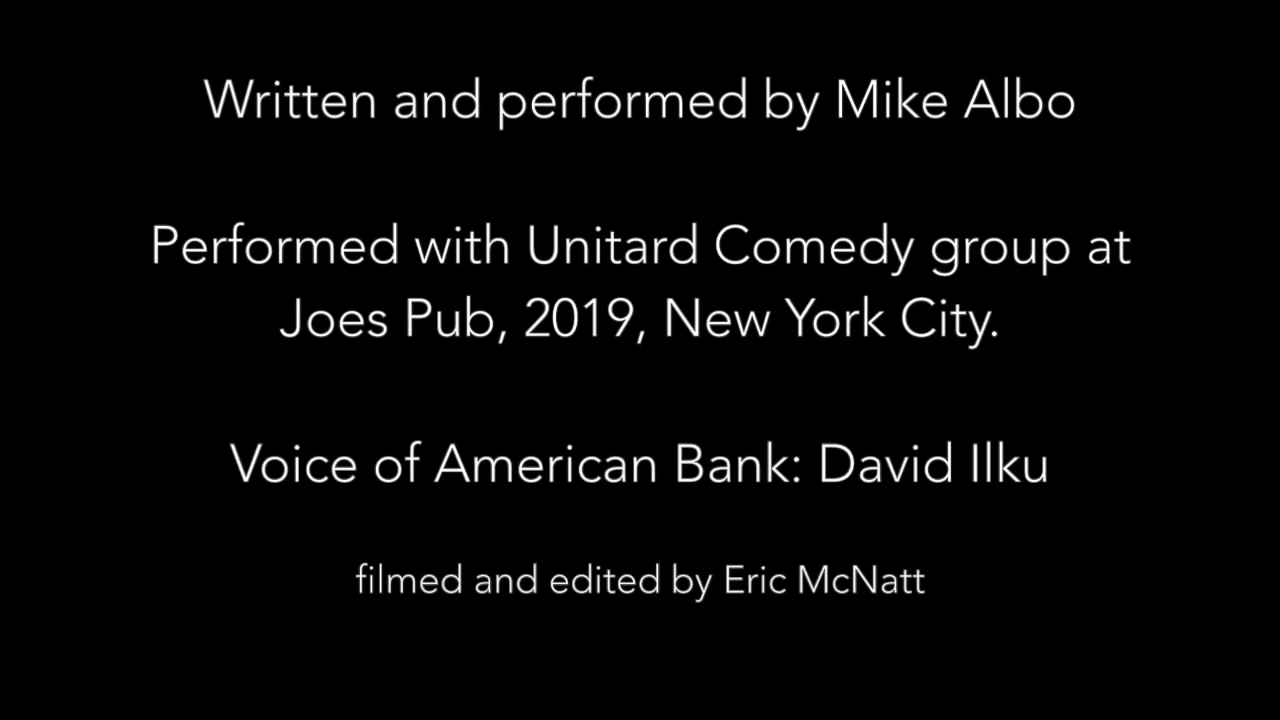 Written and performed by Mike Albo
Performed with Unitard Comedy group at
Joes Pub, 2019, New York City.
Voice of American Bank: David Ilku
filmed and edited by Eric McNatt